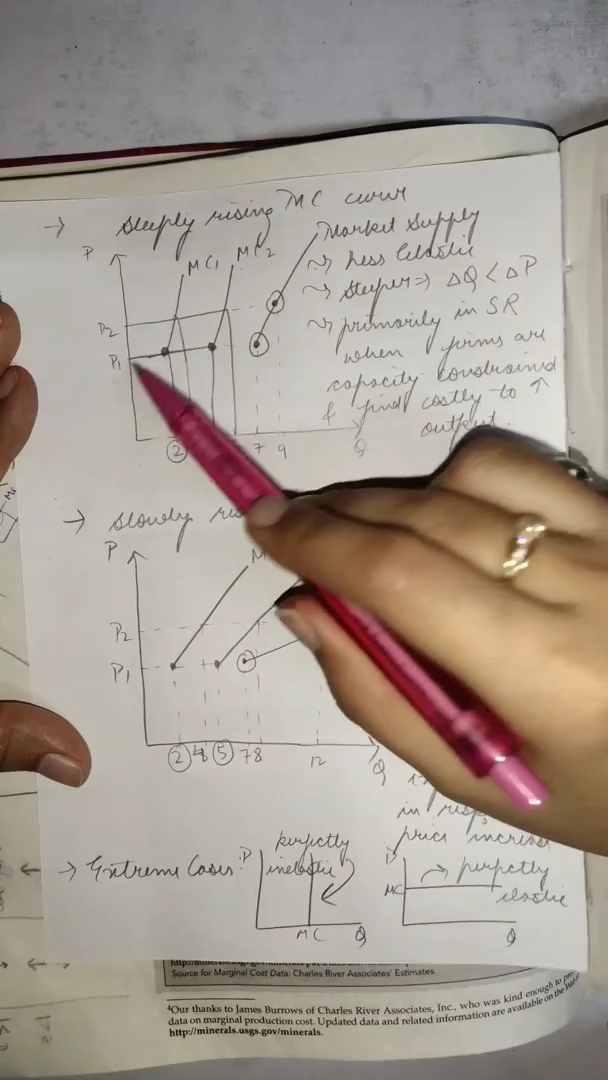 → Steeply rising MC curve
P
MC1
MC2
Market Supply
~> Less Elastic
~> Steeper => ΔQ < ΔP
~> primarily in SR
when firms are
capacity constrained
& find costly to ↑
output.
P2
P1
2
7
9
Q
→ Slowly
P
P2
P1
2
4
5
7
8
12
Q
in
price increase
→ Extreme Cases:
P
perfectly
inelastic
MC
Q
P
MC
→ perfectly
elastic
Q
Source for Marginal Cost Data: Charles River Associates' Estimates.
4Our thanks to James Burrows of Charles River Associates, Inc., who was kind enough to
data on marginal production cost. Updated data and related information are available on the
http://minerals.usgs.gov/minerals.